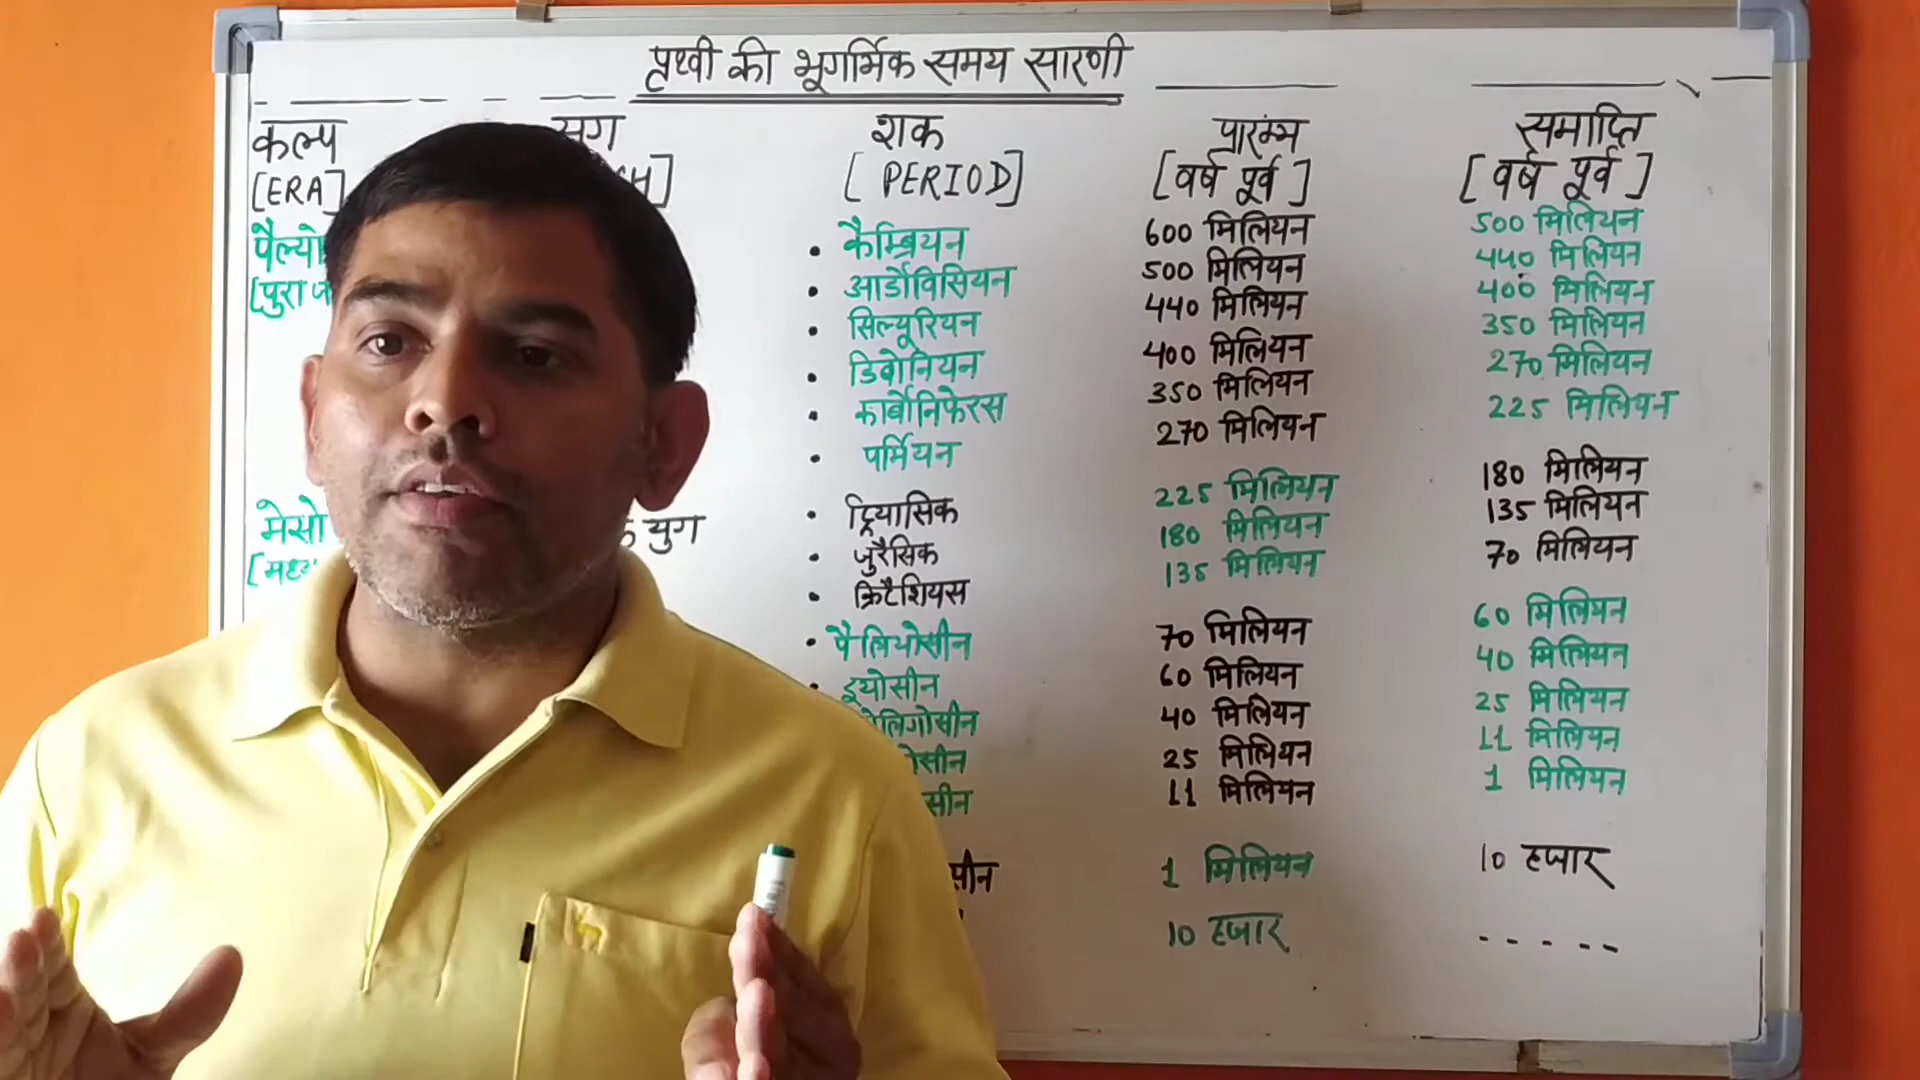 पृथ्वी की भूगर्भिक समय सारणी
कल्प युग शक प्रारम्भ समाप्ति
[ERA] [PERIOD] [वर्ष पूर्व] [वर्ष पूर्व]
• कैम्ब्रियन 600 मिलियन 500 मिलियन
• आर्डोविसियन 500 मिलियन 440 मिलियन
• सिल्यूरियन 440 मिलियन 400 मिलियन
• डिवोनियन 400 मिलियन 350 मिलियन
• कार्बोनिफेरस 350 मिलियन 270 मिलियन
• पर्मियन 270 मिलियन 225 मिलियन
युग • ट्रियासिक 225 मिलियन 180 मिलियन
• जुरैसिक 180 मिलियन 135 मिलियन
• क्रिटैशियस 135 मिलियन 70 मिलियन
• पैलियोसीन 70 मिलियन 60 मिलियन
• इयोसीन 60 मिलियन 40 मिलियन
40 मिलियन 25 मिलियन
25 मिलियन 11 मिलियन
11 मिलियन 1 मिलियन
1 मिलियन 10 हजार
10 हजार - - - - -